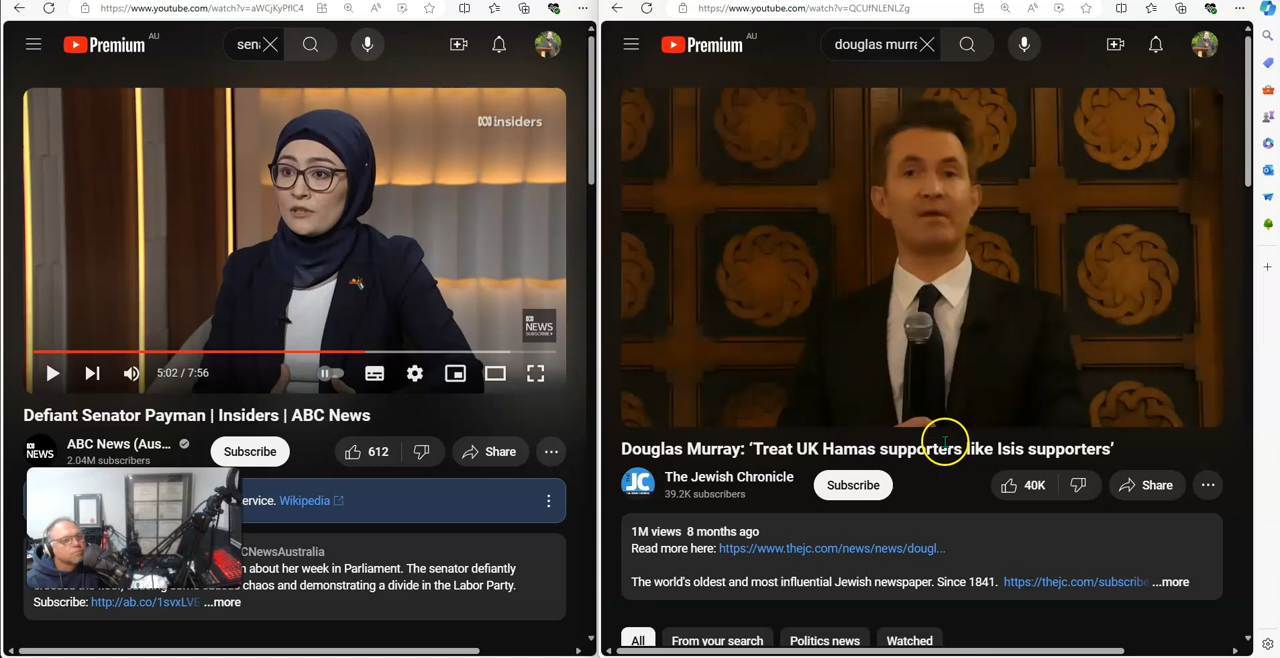 https://www.youtube.com/watch?v=aWCjKyPfIC4
Premium AU
sen
insiders
NEWS
SUBSCRIBE
5:02 / 7:56
Defiant Senator Payman | Insiders | ABC News
NEWS
ABC News (Aus...
2.04M subscribers
Subscribe
612
Share
ervice. Wikipedia
CNewsAustralia
about her week in Parliament. The senator defiantly
chaos and demonstrating a divide in the Labor Party.
Subscribe: http://ab.co/1svxLVE ...more
https://www.youtube.com/watch?v=QCUfNLENLZg
Premium AU
douglas murra
Douglas Murray: ‘Treat UK Hamas supporters like Isis supporters’
JC
The Jewish Chronicle
39.2K subscribers
Subscribe
40K
Share
1M views 8 months ago
Read more here: https://www.thejc.com/news/news/dougl...
The world's oldest and most influential Jewish newspaper. Since 1841. https://thejc.com/subscribe ...more
All
From your search
Politics news
Watched